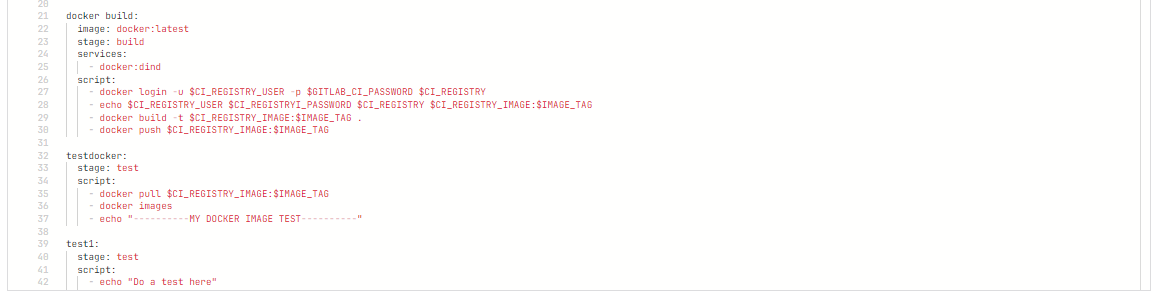 20
21 docker build:
22 image: docker:latest
23 stage: build
24 services:
25 - docker:dind
26 script:
27 - docker login -u $CI_REGISTRY_USER -p $GITLAB_CI_PASSWORD $CI_REGISTRY
28 - echo $CI_REGISTRY_USER $CI_REGISTRYI_PASSWORD $CI_REGISTRY $CI_REGISTRY_IMAGE:$IMAGE_TAG
29 - docker build -t $CI_REGISTRY_IMAGE:$IMAGE_TAG .
30 - docker push $CI_REGISTRY_IMAGE:$IMAGE_TAG
31
32 testdocker:
33 stage: test
34 script:
35 - docker pull $CI_REGISTRY_IMAGE:$IMAGE_TAG
36 - docker images
37 - echo "----------MY DOCKER IMAGE TEST----------"
38
39 test1:
40 stage: test
41 script:
42 - echo "Do a test here"